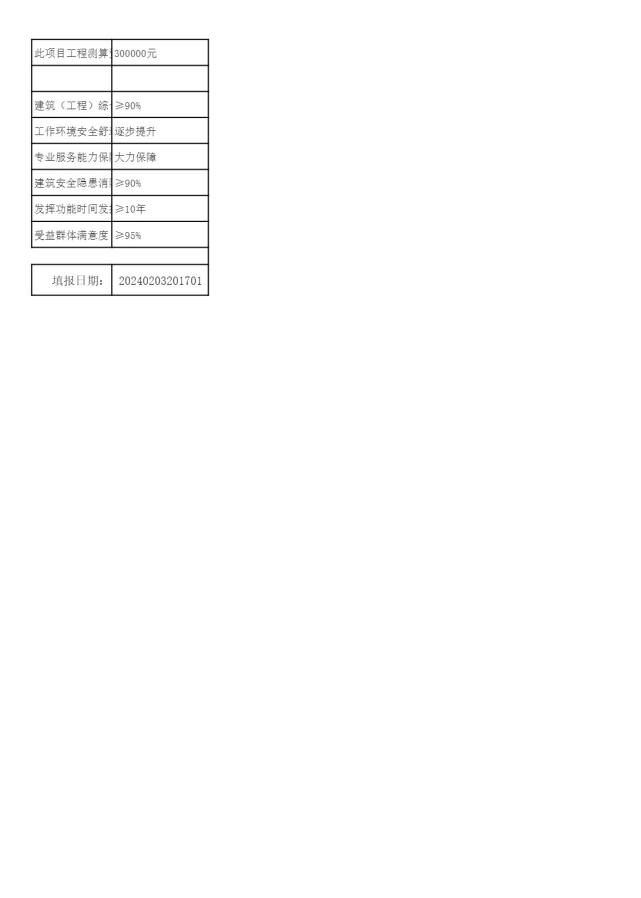 此项目工程测算 300000元
建筑（工程）综 ≥90%
工作环境安全舒 逐步提升
专业服务能力保 大力保障
建筑安全隐患消 ≥90%
发挥功能时间发 ≥10年
受益群体满意度 ≥95%
填报日期： 20240203201701